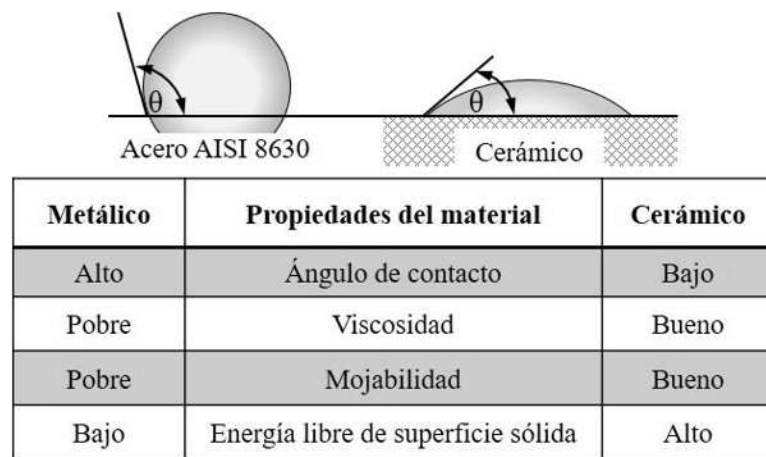 θ θ
Acero AISI 8630 Cerámico
Metálico Propiedades del material Cerámico
Alto Ángulo de contacto Bajo
Pobre Viscosidad Bueno
Pobre Mojabilidad Bueno
Bajo Energía libre de superficie sólida Alto